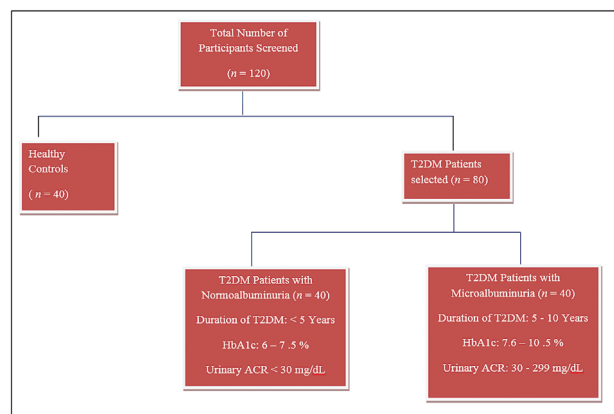 Total Number of
Participants Screened
(n = 120)
Healthy
Controls
( n = 40)
T2DM Patients
selected (n = 80)
T2DM Patients with
Normoalbuminuria (n = 40)
Duration of T2DM: < 5 Years
HbA1c: 6 – 7 .5 %
Urinary ACR < 30 mg/dL
T2DM Patients with
Microalbuminuria (n = 40)
Duration of T2DM: 5 - 10 Years
HbA1c: 7.6 – 10 .5 %
Urinary ACR: 30 - 299 mg/dL